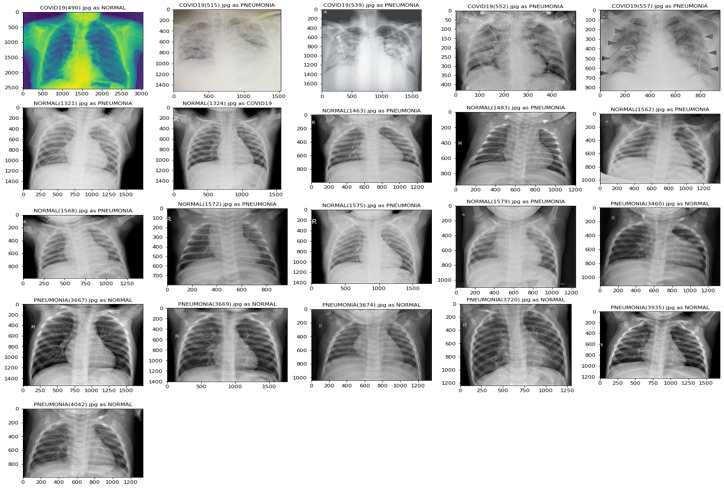 COVID19(490).jpg as NORMAL
COVID19(515).jpg as PNEUMONIA
COVID19(539).jpg as PNEUMONIA
COVID19(552).jpg as PNEUMONIA
COVID19(557).jpg as PNEUMONIA
0
500
1000
1500
2000
2500
0 500 1000 1500 2000 2500 3000
0
200
400
600
800
0 200 400 600 800
0
500
1000
1500
0 500 1000 1500
0
50
100
150
200
250
300
350
400
0 100 200 300 400
0
200
400
600
800
0 200 400 600 800
NORMAL(1321).jpg as PNEUMONIA
NORMAL(1324).jpg as COVID19
NORMAL(1463).jpg as PNEUMONIA
NORMAL(1483).jpg as PNEUMONIA
NORMAL(1562).jpg as PNEUMONIA
0
200
400
600
800
1000
1200
1400
0 250 500 750 1000 1250 1500
0
200
400
600
800
1000
1200
1400
R
0 500 1000 1500
0
200
400
600
800
R
0 200 400 600 800 1000 1200
0
200
400
600
800
R
0 200 400 600 800 1000 1200
0
200
400
600
800
0 200 400 600 800 1000 1200
NORMAL(1568).jpg as PNEUMONIA
NORMAL(1572).jpg as PNEUMONIA
NORMAL(1575).jpg as PNEUMONIA
NORMAL(1579).jpg as PNEUMONIA
PNEUMONIA(3460).jpg as NORMAL
0
200
400
600
800
0 250 500 750 1000 1250
0
100
200
300
400
500
600
700
R
0 200 400 600 800 1000
0
200
400
600
800
1000
1200
1400
R
0 500 1000 1500
0
200
400
600
800
1000
0 200 400 600 800 1000
0
200
400
600
800
R
0 200 400 600 800 1000 1200
PNEUMONIA(3667).jpg as NORMAL
PNEUMONIA(3669).jpg as NORMAL
PNEUMONIA(3674).jpg as NORMAL
PNEUMONIA(3720).jpg as NORMAL
PNEUMONIA(3935).jpg as NORMAL
0
200
400
600
800
1000
1200
1400
R
0 250 500 750 1000 1250 1500
0
200
400
600
800
1000
1200
1400
R
0 500 1000 1500
0
200
400
600
800
1000
R
0 200 400 600 800 1000 1200
0
200
400
600
800
1000
1200
R
0 250 500 750 1000 1250
0
200
400
600
800
1000
1200
0 250 500 750 1000 1250 1500
PNEUMONIA(4042).jpg as NORMAL
0
200
400
600
800
0 200 400 600 800 1000 1200